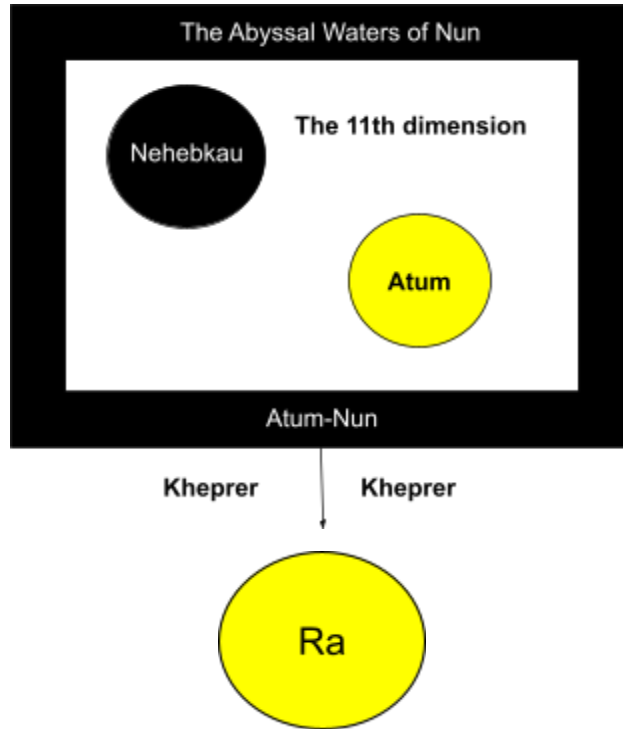 The Abyssal Waters of Nun
Nehebkau
The 11th dimension
Atum
Atum-Nun
Kheprer Kheprer
Ra